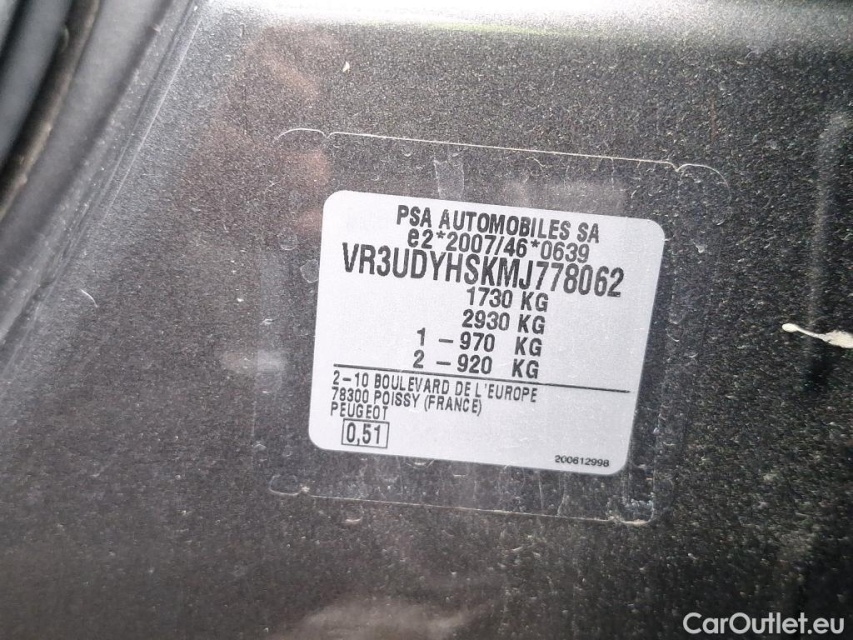 PSA AUTOMOBILES SA
e2*2007/46*0639
VR3UDYHSKMJ778062
1730 KG
2930 KG
1 – 970 KG
2 – 920 KG
2–10 BOULEVARD DE L'EUROPE
78300 POISSY (FRANCE)
PEUGEOT
0,51
200612998
CarOutlet.eu